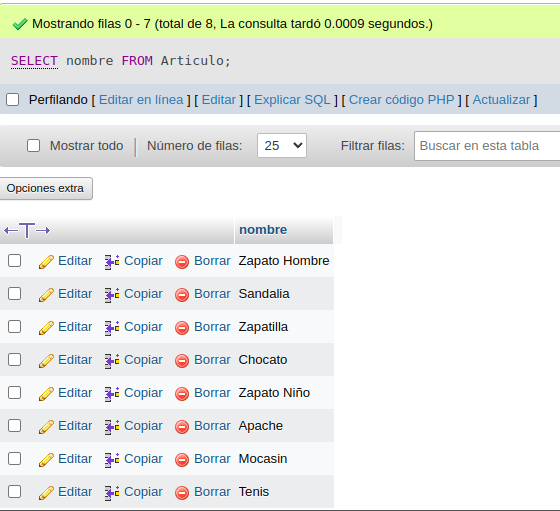 Mostrando filas 0 - 7 (total de 8, La consulta tardó 0.0009 segundos.)
SELECT nombre FROM Articulo;
Perfilando [ Editar en línea ] [ Editar ] [ Explicar SQL ] [ Crear código PHP ] [ Actualizar ]
Mostrar todo Número de filas: 25 Filtrar filas: Buscar en esta tabla
Opciones extra
nombre
Editar Copiar Borrar Zapato Hombre
Editar Copiar Borrar Sandalia
Editar Copiar Borrar Zapatilla
Editar Copiar Borrar Chocato
Editar Copiar Borrar Zapato Niño
Editar Copiar Borrar Apache
Editar Copiar Borrar Mocasin
Editar Copiar Borrar Tenis